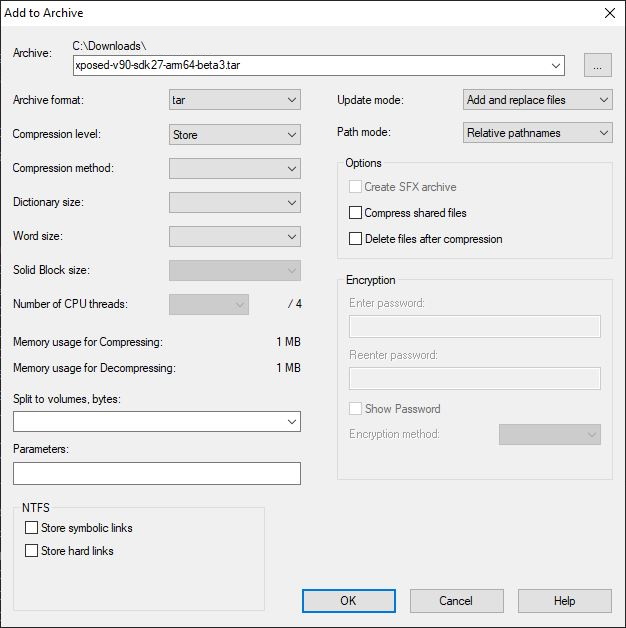 Add to Archive
Archive:
C:\Downloads\
xposed-v90-sdk27-arm64-beta3.tar
...
Archive format:
tar
Compression level:
Store
Compression method:
Dictionary size:
Word size:
Solid Block size:
Number of CPU threads:
/ 4
Memory usage for Compressing:
1 MB
Memory usage for Decompressing:
1 MB
Split to volumes, bytes:
Parameters:
NTFS
Store symbolic links
Store hard links
Update mode:
Add and replace files
Path mode:
Relative pathnames
Options
Create SFX archive
Compress shared files
Delete files after compression
Encryption
Enter password:
Reenter password:
Show Password
Encryption method:
OK
Cancel
Help